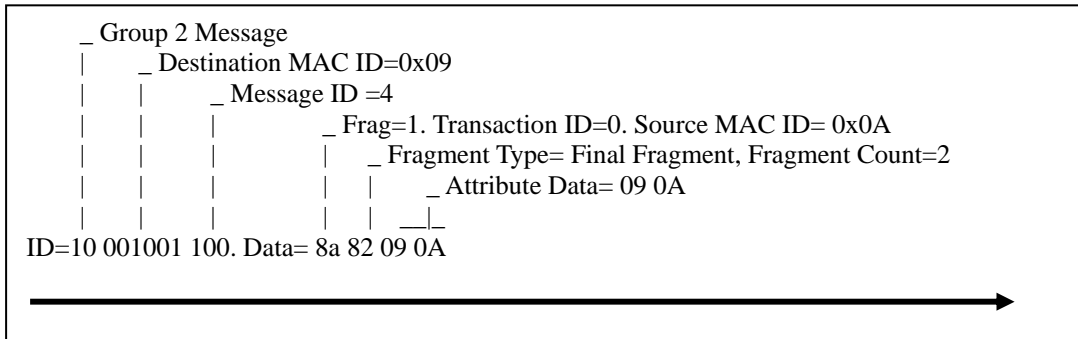 _ Group 2 Message
| _ Destination MAC ID=0x09
| | _ Message ID =4
| | | _ Frag=1. Transaction ID=0. Source MAC ID= 0x0A
| | | | _ Fragment Type= Final Fragment, Fragment Count=2
| | | | | _ Attribute Data= 09 0A
| | | | | __|_
ID=10 001001 100. Data= 8a 82 09 0A